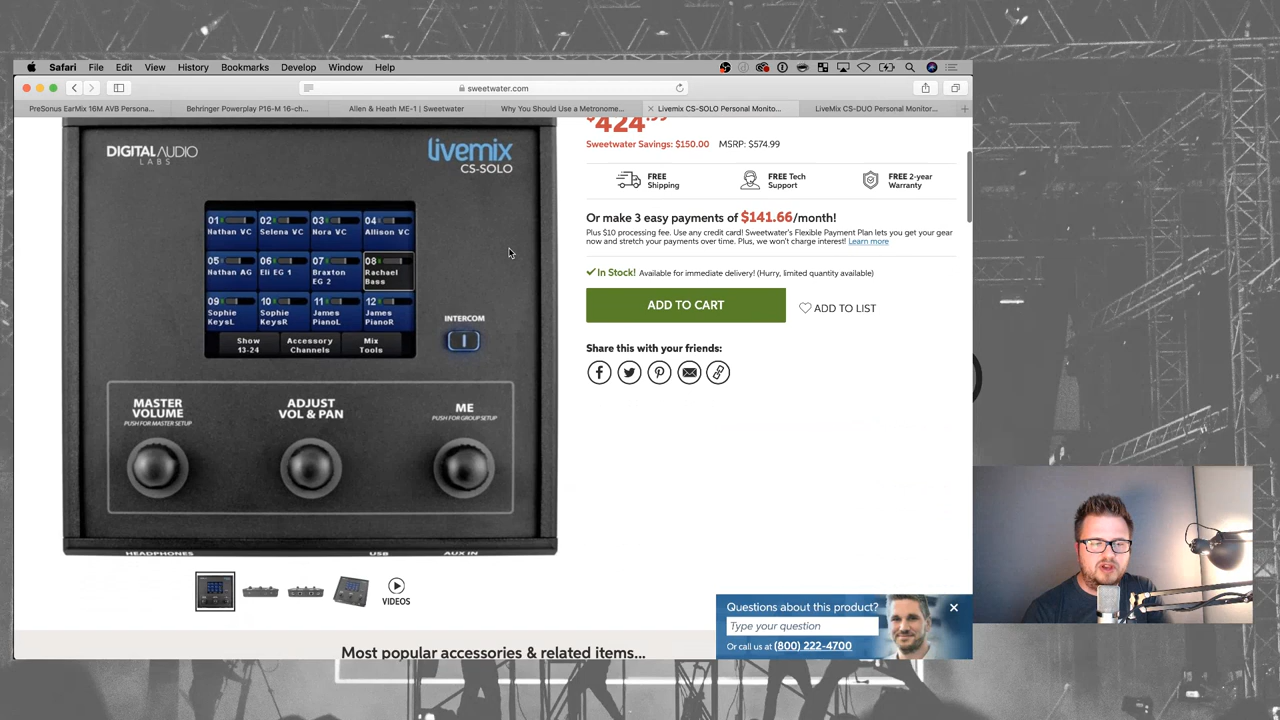 Safari File Edit View History Bookmarks Develop Window Help
sweetwater.com
PreSonus EarMix 16M AVB Persona...
Behringer Powerplay P16-M 16-ch...
Allen & Heath ME-1 | Sweetwater
Why You Should Use a Metronome...
Livemix CS-SOLO Personal Monito...
LiveMix CS-DUO Personal Monitor...
$424.99
Sweetwater Savings: $150.00 MSRP: $574.99
FREE Shipping
FREE Tech Support
FREE 2-year Warranty
Or make 3 easy payments of $141.66/month!
Plus $10 processing fee. Use any credit card! Sweetwater's Flexible Payment Plan lets you get your gear
now and stretch your payments over time. Plus, we won't charge interest! Learn more
In Stock! Available for immediate delivery! (Hurry, limited quantity available)
ADD TO CART
ADD TO LIST
Share this with your friends:
DIGITAL AUDIO
LABS
livemix
CS-SOLO
01 02 03 04
Nathan VC Selena VC Nora VC Allison VC
05 06 07 08
Nathan AG Eli EG 1 Braxton EG 2 Rachael Bass
09 10 11 12
Sophie KeysL Sophie KeysR James PianoL James PianoR
Show 13-24 Accessory Channels Mix Tools
INTERCOM
MASTER VOLUME
PUSH FOR MASTER SETUP
ADJUST VOL & PAN
ME
PUSH FOR GROUP SETUP
HEADPHONES USB AUX IN
VIDEOS
Most popular accessories & related items...
Questions about this product?
Type your question
Or call us at (800) 222-4700